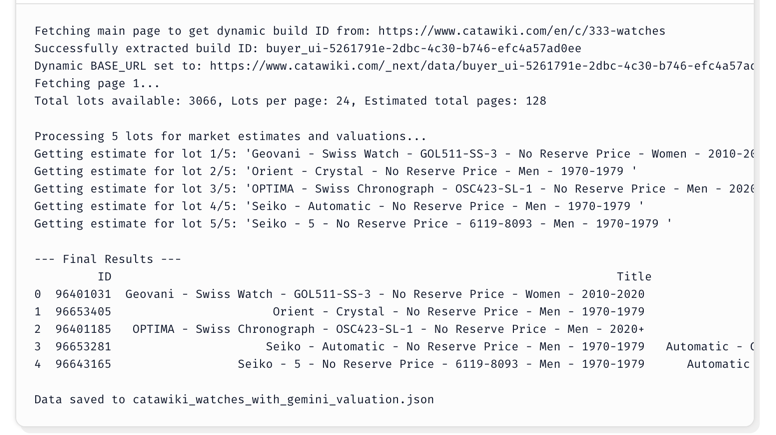 Fetching main page to get dynamic build ID from: https://www.catawiki.com/en/c/333-watches
Successfully extracted build ID: buyer_ui-5261791e-2dbc-4c30-b746-efc4a57ad0ee
Dynamic BASE_URL set to: https://www.catawiki.com/_next/data/buyer_ui-5261791e-2dbc-4c30-b746-efc4a57ad
Fetching page 1...
Total lots available: 3066, Lots per page: 24, Estimated total pages: 128
Processing 5 lots for market estimates and valuations...
Getting estimate for lot 1/5: 'Geovani - Swiss Watch - GOL511-SS-3 - No Reserve Price - Women - 2010-20
Getting estimate for lot 2/5: 'Orient - Crystal - No Reserve Price - Men - 1970-1979 '
Getting estimate for lot 3/5: 'OPTIMA - Swiss Chronograph - OSC423-SL-1 - No Reserve Price - Men - 2020
Getting estimate for lot 4/5: 'Seiko - Automatic - No Reserve Price - Men - 1970-1979 '
Getting estimate for lot 5/5: 'Seiko - 5 - No Reserve Price - 6119-8093 - Men - 1970-1979 '
--- Final Results ---
ID Title
0 96401031 Geovani - Swiss Watch - GOL511-SS-3 - No Reserve Price - Women - 2010-2020
1 96653405 Orient - Crystal - No Reserve Price - Men - 1970-1979
2 96401185 OPTIMA - Swiss Chronograph - OSC423-SL-1 - No Reserve Price - Men - 2020+
3 96653281 Seiko - Automatic - No Reserve Price - Men - 1970-1979 Automatic -
4 96643165 Seiko - 5 - No Reserve Price - 6119-8093 - Men - 1970-1979 Automatic
Data saved to catawiki_watches_with_gemini_valuation.json